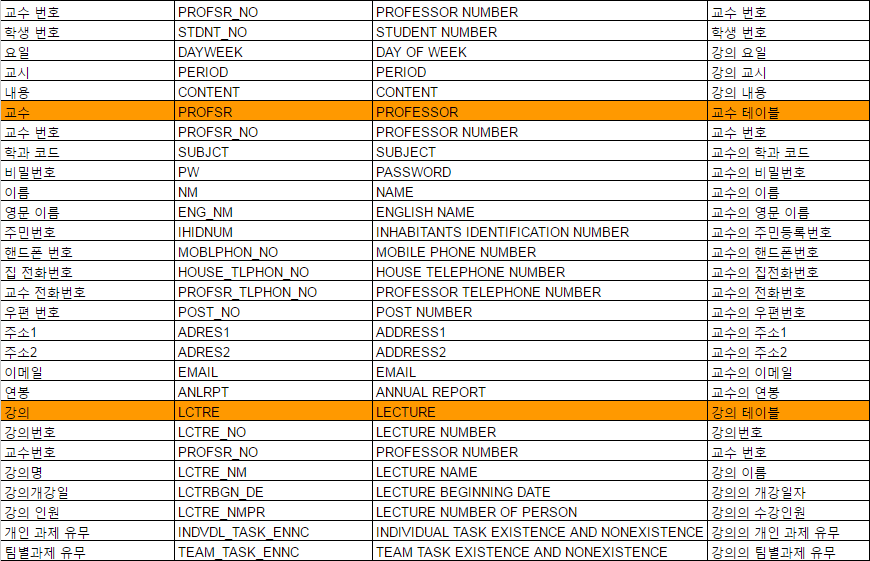 교수 번호 PROFSR_NO PROFESSOR NUMBER 교수 번호
학생 번호 STDNT_NO STUDENT NUMBER 학생 번호
요일 DAYWEEK DAY OF WEEK 강의 요일
교시 PERIOD PERIOD 강의 교시
내용 CONTENT CONTENT 강의 내용
교수 PROFSR PROFESSOR 교수 테이블
교수 번호 PROFSR_NO PROFESSOR NUMBER 교수 번호
학과 코드 SUBJCT SUBJECT 교수의 학과 코드
비밀번호 PW PASSWORD 교수의 비밀번호
이름 NM NAME 교수의 이름
영문 이름 ENG_NM ENGLISH NAME 교수의 영문 이름
주민번호 IHIDNUM INHABITANTS IDENTIFICATION NUMBER 교수의 주민등록번호
핸드폰 번호 MOBLPHON_NO MOBILE PHONE NUMBER 교수의 핸드폰번호
집 전화번호 HOUSE_TLPHON_NO HOUSE TELEPHONE NUMBER 교수의 집전화번호
교수 전화번호 PROFSR_TLPHON_NO PROFESSOR TELEPHONE NUMBER 교수의 전화번호
우편 번호 POST_NO POST NUMBER 교수의 우편번호
주소1 ADRES1 ADDRESS1 교수의 주소1
주소2 ADRES2 ADDRESS2 교수의 주소2
이메일 EMAIL EMAIL 교수의 이메일
연봉 ANLRPT ANNUAL REPORT 교수의 연봉
강의 LCTRE LECTURE 강의 테이블
강의번호 LCTRE_NO LECTURE NUMBER 강의번호
교수번호 PROFSR_NO PROFESSOR NUMBER 교수 번호
강의명 LCTRE_NM LECTURE NAME 강의 이름
강의개강일 LCTRBGN_DE LECTURE BEGINNING DATE 강의의 개강일자
강의 인원 LCTRE_NMPR LECTURE NUMBER OF PERSON 강의의 수강인원
개인 과제 유무 INDVDL_TASK_ENNC INDIVIDUAL TASK EXISTENCE AND NONEXISTENCE 강의의 개인 과제 유무
팀별과제 유무 TEAM_TASK_ENNC TEAM TASK EXISTENCE AND NONEXISTENCE 강의의 팀별과제 유무